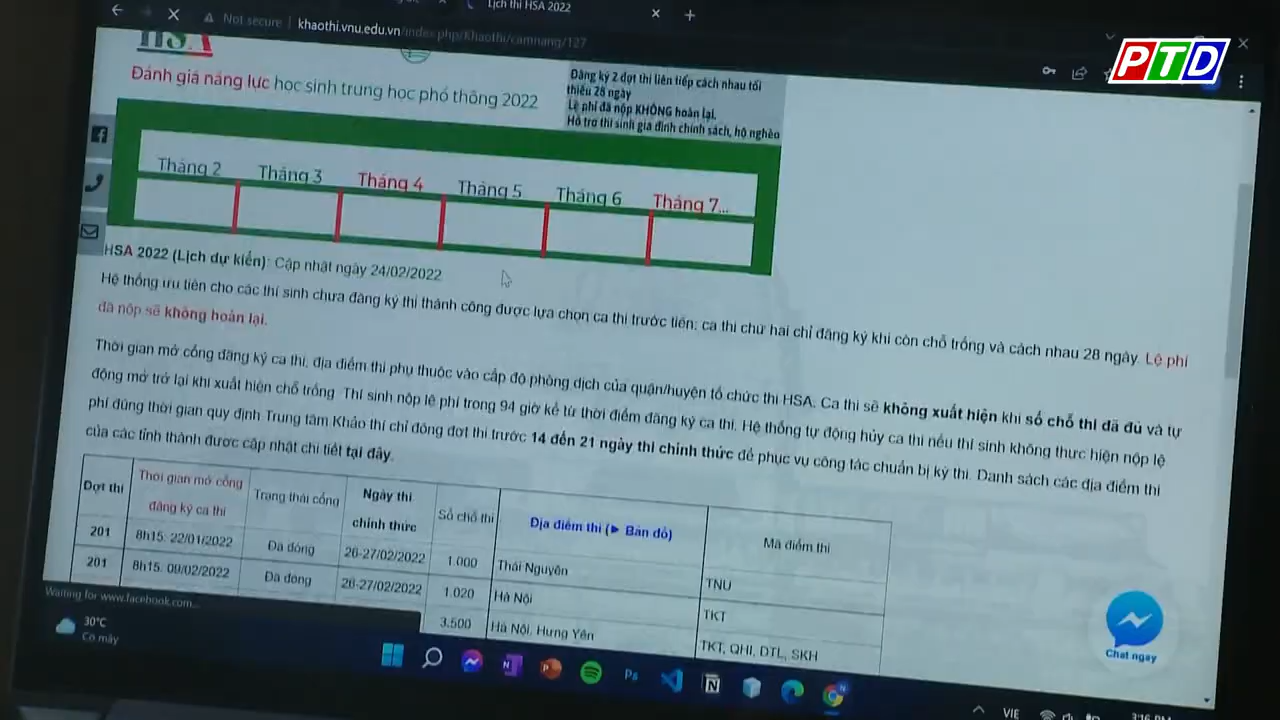 Lịch thi HSA 2022
Not secure | khaothi.vnu.edu.vn/index.php/Khaothi/camnang/127
PTD
HSA
Đánh giá năng lực học sinh trung học phổ thông 2022
Đăng ký 2 đợt thi liên tiếp cách nhau tối
thiểu 28 ngày
Lệ phí đã nộp KHÔNG hoàn lại.
Hỗ trợ thí sinh gia đình chính sách, hộ nghèo
Tháng 2 Tháng 3 Tháng 4 Tháng 5 Tháng 6 Tháng 7...
HSA 2022 (Lịch dự kiến): Cập nhật ngày 24/02/2022
Hệ thống ưu tiên cho các thí sinh chưa đăng ký thi thành công được lựa chọn ca thi trước tiên; ca thi chứ hai chỉ đăng ký khi còn chỗ trống và cách nhau 28 ngày. Lệ phí
đã nộp sẽ không hoàn lại.
Thời gian mở cổng đăng ký ca thi, địa điểm thi phụ thuộc vào cấp độ phòng dịch của quận/huyện tổ chức thi HSA. Ca thi sẽ không xuất hiện khi số chỗ thi đã đủ và tự
động mở trở lại khi xuất hiện chỗ trống. Thí sinh nộp lệ phí trong 94 giờ kể từ thời điểm đăng ký ca thi. Hệ thống tự động hủy ca thi nếu thí sinh không thực hiện nộp lệ
phí đúng thời gian quy định Trung tâm Khảo thí chỉ đóng đợt thi trước 14 đến 21 ngày thi chính thức để phục vụ công tác chuẩn bị kỳ thi. Danh sách các địa điểm thi
của các tỉnh thành được cập nhật chi tiết tại đây.
Đợt thi Thời gian mở cổng đăng ký ca thi Trạng thái cổng Ngày thi chính thức Số chỗ thi Địa điểm thi (► Bản đồ) Mã điểm thi
201 8h15. 22/01/2022 Đã đóng 26-27/02/2022 1.000 Thái Nguyên TNU
201 8h15. 09/02/2022 Đã đóng 26-27/02/2022 1.020 Hà Nội TKT
3.500 Hà Nội, Hưng Yên TKT, QHI, DTL, SKH
Waiting for www.facebook.com...
30°C
Có mây
Chat ngay
VIE
3:16 PM